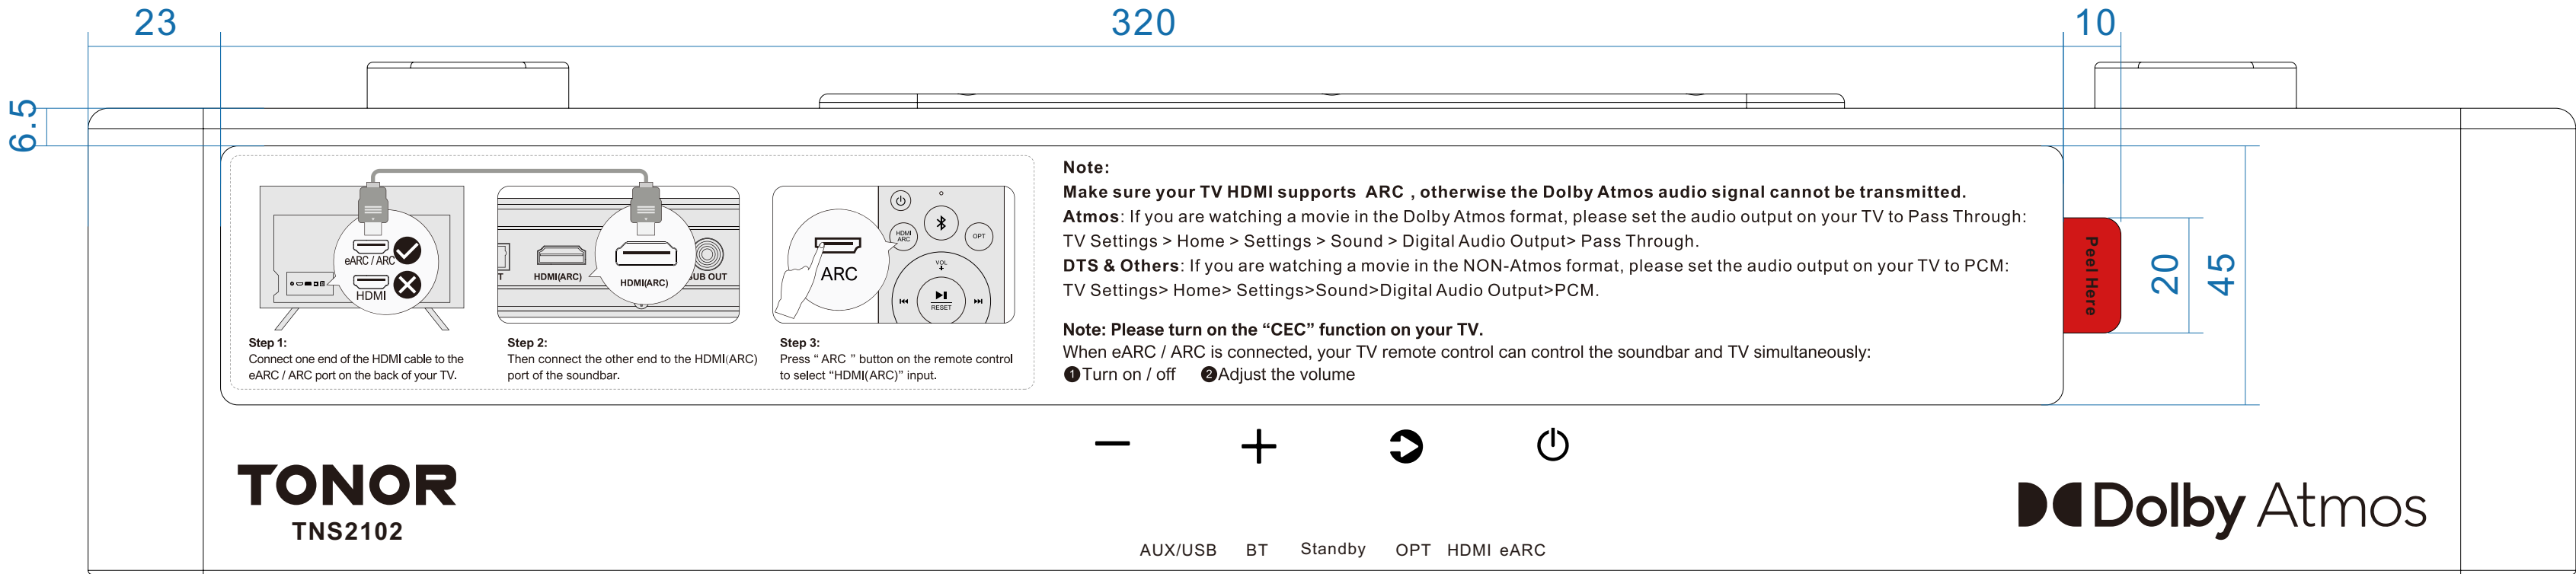 23
320
10
6.5
eARC / ARC
HDMI
T
HDMI(ARC)
HDMI(ARC)
UB OUT
ARC
HDMI
ARC
OPT
VOL
+
RESET
Step 1:
Connect one end of the HDMI cable to the
eARC / ARC port on the back of your TV.
Step 2:
Then connect the other end to the HDMI(ARC)
port of the soundbar.
Step 3:
Press “ ARC ” button on the remote control
to select “HDMI(ARC)” input.
Note:
Make sure your TV HDMI supports ARC , otherwise the Dolby Atmos audio signal cannot be transmitted.
Atmos: If you are watching a movie in the Dolby Atmos format, please set the audio output on your TV to Pass Through:
TV Settings > Home > Settings > Sound > Digital Audio Output> Pass Through.
DTS & Others: If you are watching a movie in the NON-Atmos format, please set the audio output on your TV to PCM:
TV Settings> Home> Settings>Sound>Digital Audio Output>PCM.
Note: Please turn on the “CEC” function on your TV.
When eARC / ARC is connected, your TV remote control can control the soundbar and TV simultaneously:
❶Turn on / off ❷Adjust the volume
Peel Here
20
45
TONOR
TNS2102
Dolby Atmos
AUX/USB BT Standby OPT HDMI eARC